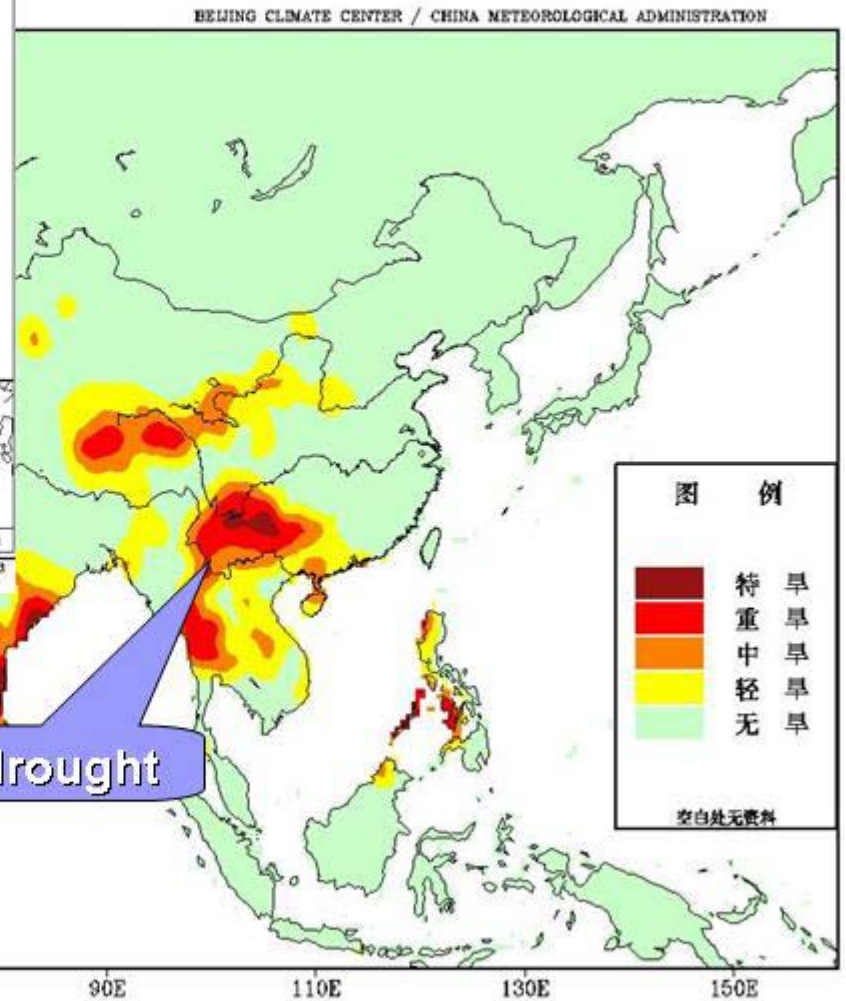 BEIJING CLIMATE CENTER / CHINA METEOROLOGICAL ADMINISTRATION
图 例
特 旱
重 旱
中 旱
轻 旱
无 旱
空白处无资料
drought
90E 110E 130E 150E